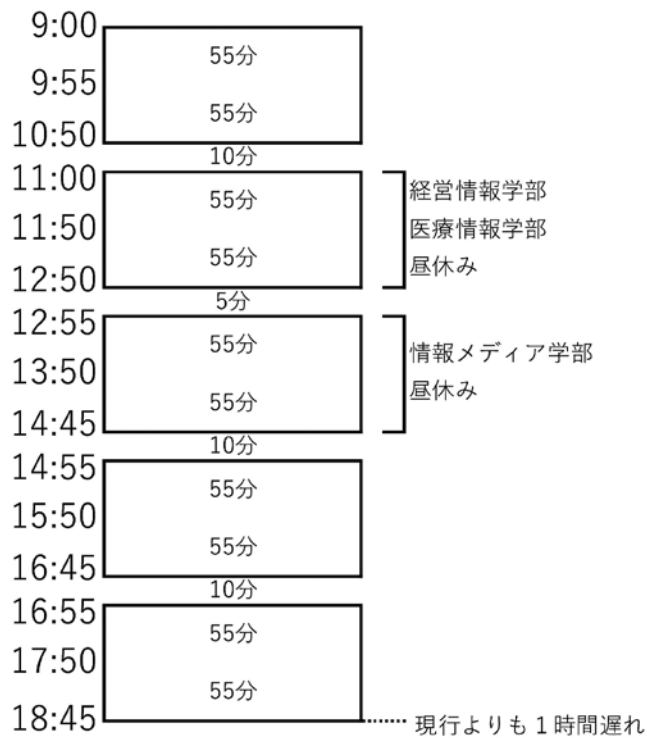 9:00
55分
9:55
55分
10:50
10分
11:00
55分
経営情報学部
11:50
医療情報学部
55分
昼休み
12:50
5分
12:55
55分
情報メディア学部
13:50
昼休み
55分
14:45
10分
14:55
55分
15:50
55分
16:45
10分
16:55
55分
17:50
55分
18:45
現行よりも1時間遅れ